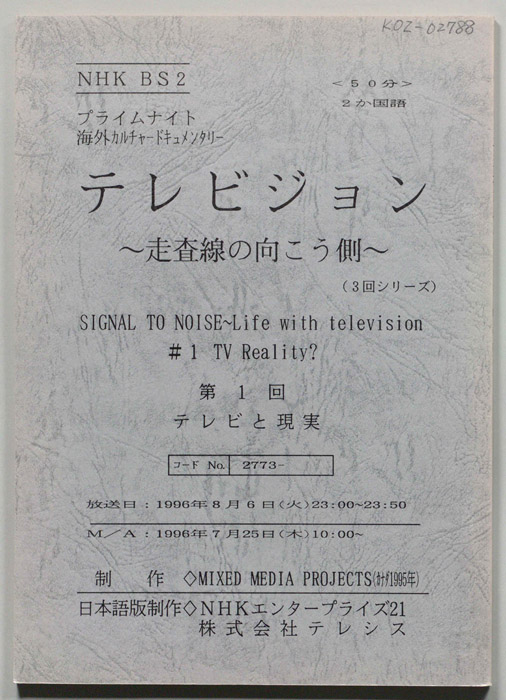 KOZ-02788
NHK BS2
<50分>
2か国語
プライムナイト
海外カルチャードキュメンタリー
テレビジョン
～走査線の向こう側～
(3回シリーズ)
SIGNAL TO NOISE~Life with television
#1 TV Reality?
第1回
テレビと現実
コード No. 2773-
放送日:1996年8月6日(火)23:00~23:50
M/A:1996年7月25日(木)10:00~
制作◇MIXED MEDIA PROJECTS(カナダ1995年)
日本語版制作◇NHKエンタープライズ21
株式会社テレシス